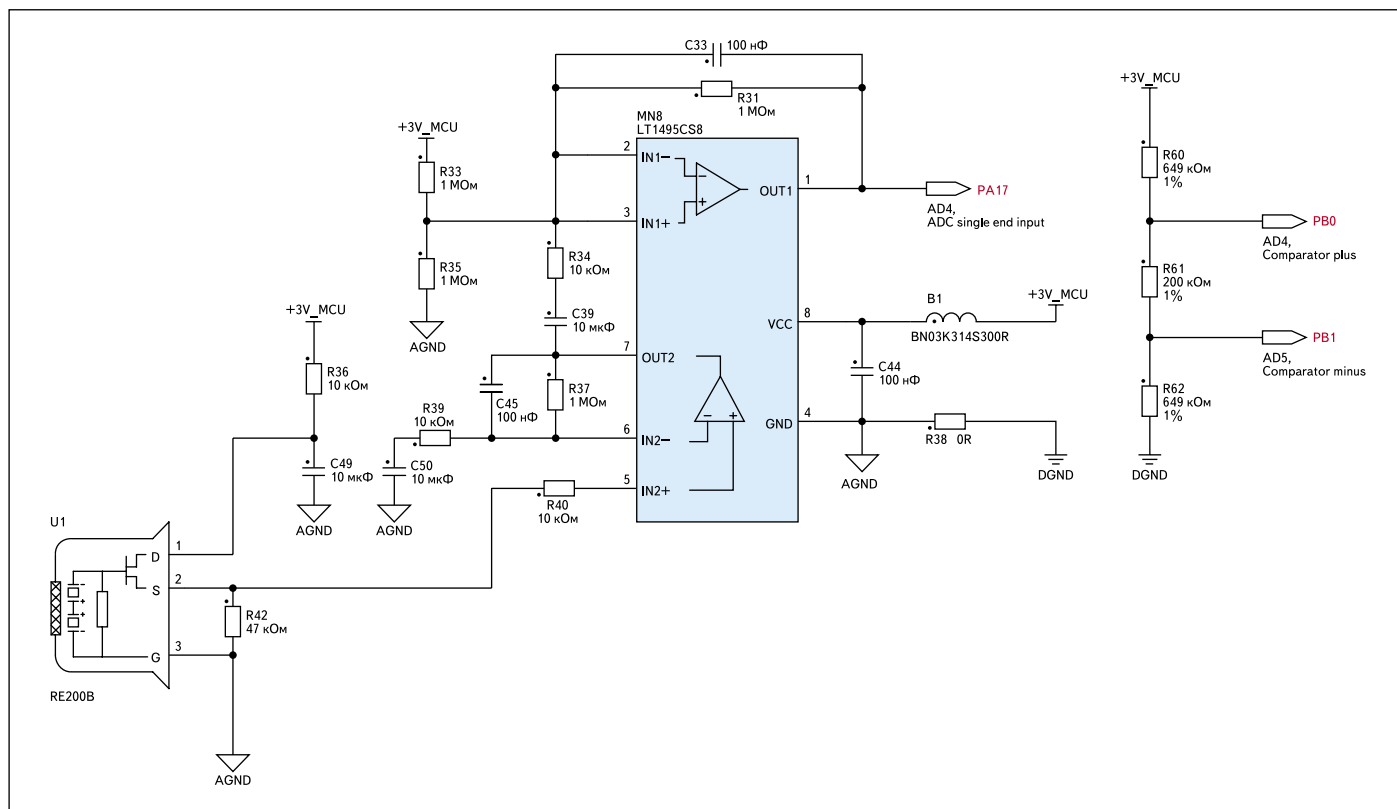 C33
100 нФ
R31
1 МОм
MN8
LT1495CS8
+3V_MCU
+3V_MCU
R33
1 МОм
2
IN1−
−
+
OUT1
1
PA17
AD4,
ADC single end input
R60
649 кОм
1%
3
IN1+
PB0
AD4,
Comparator plus
R34
10 кОм
R35
1 МОм
R61
200 кОм
1%
+3V_MCU
AGND
C39
10 мкФ
VCC
8
B1
BN03K314S300R
+3V_MCU
7
OUT2
PB1
AD5,
Comparator minus
R36
10 кОм
C45
100 нФ
R37
1 МОм
C44
100 нФ
R62
649 кОм
1%
R39
10 кОм
− +
GND
4
R38 0R
6
IN2−
C49
10 мкФ
C50
10 мкФ
5
IN2+
AGND
DGND
DGND
R40
10 кОм
AGND
AGND
U1
1
D
2
S
−
+
+
−
R42
47 кОм
3
G
RE200B
AGND